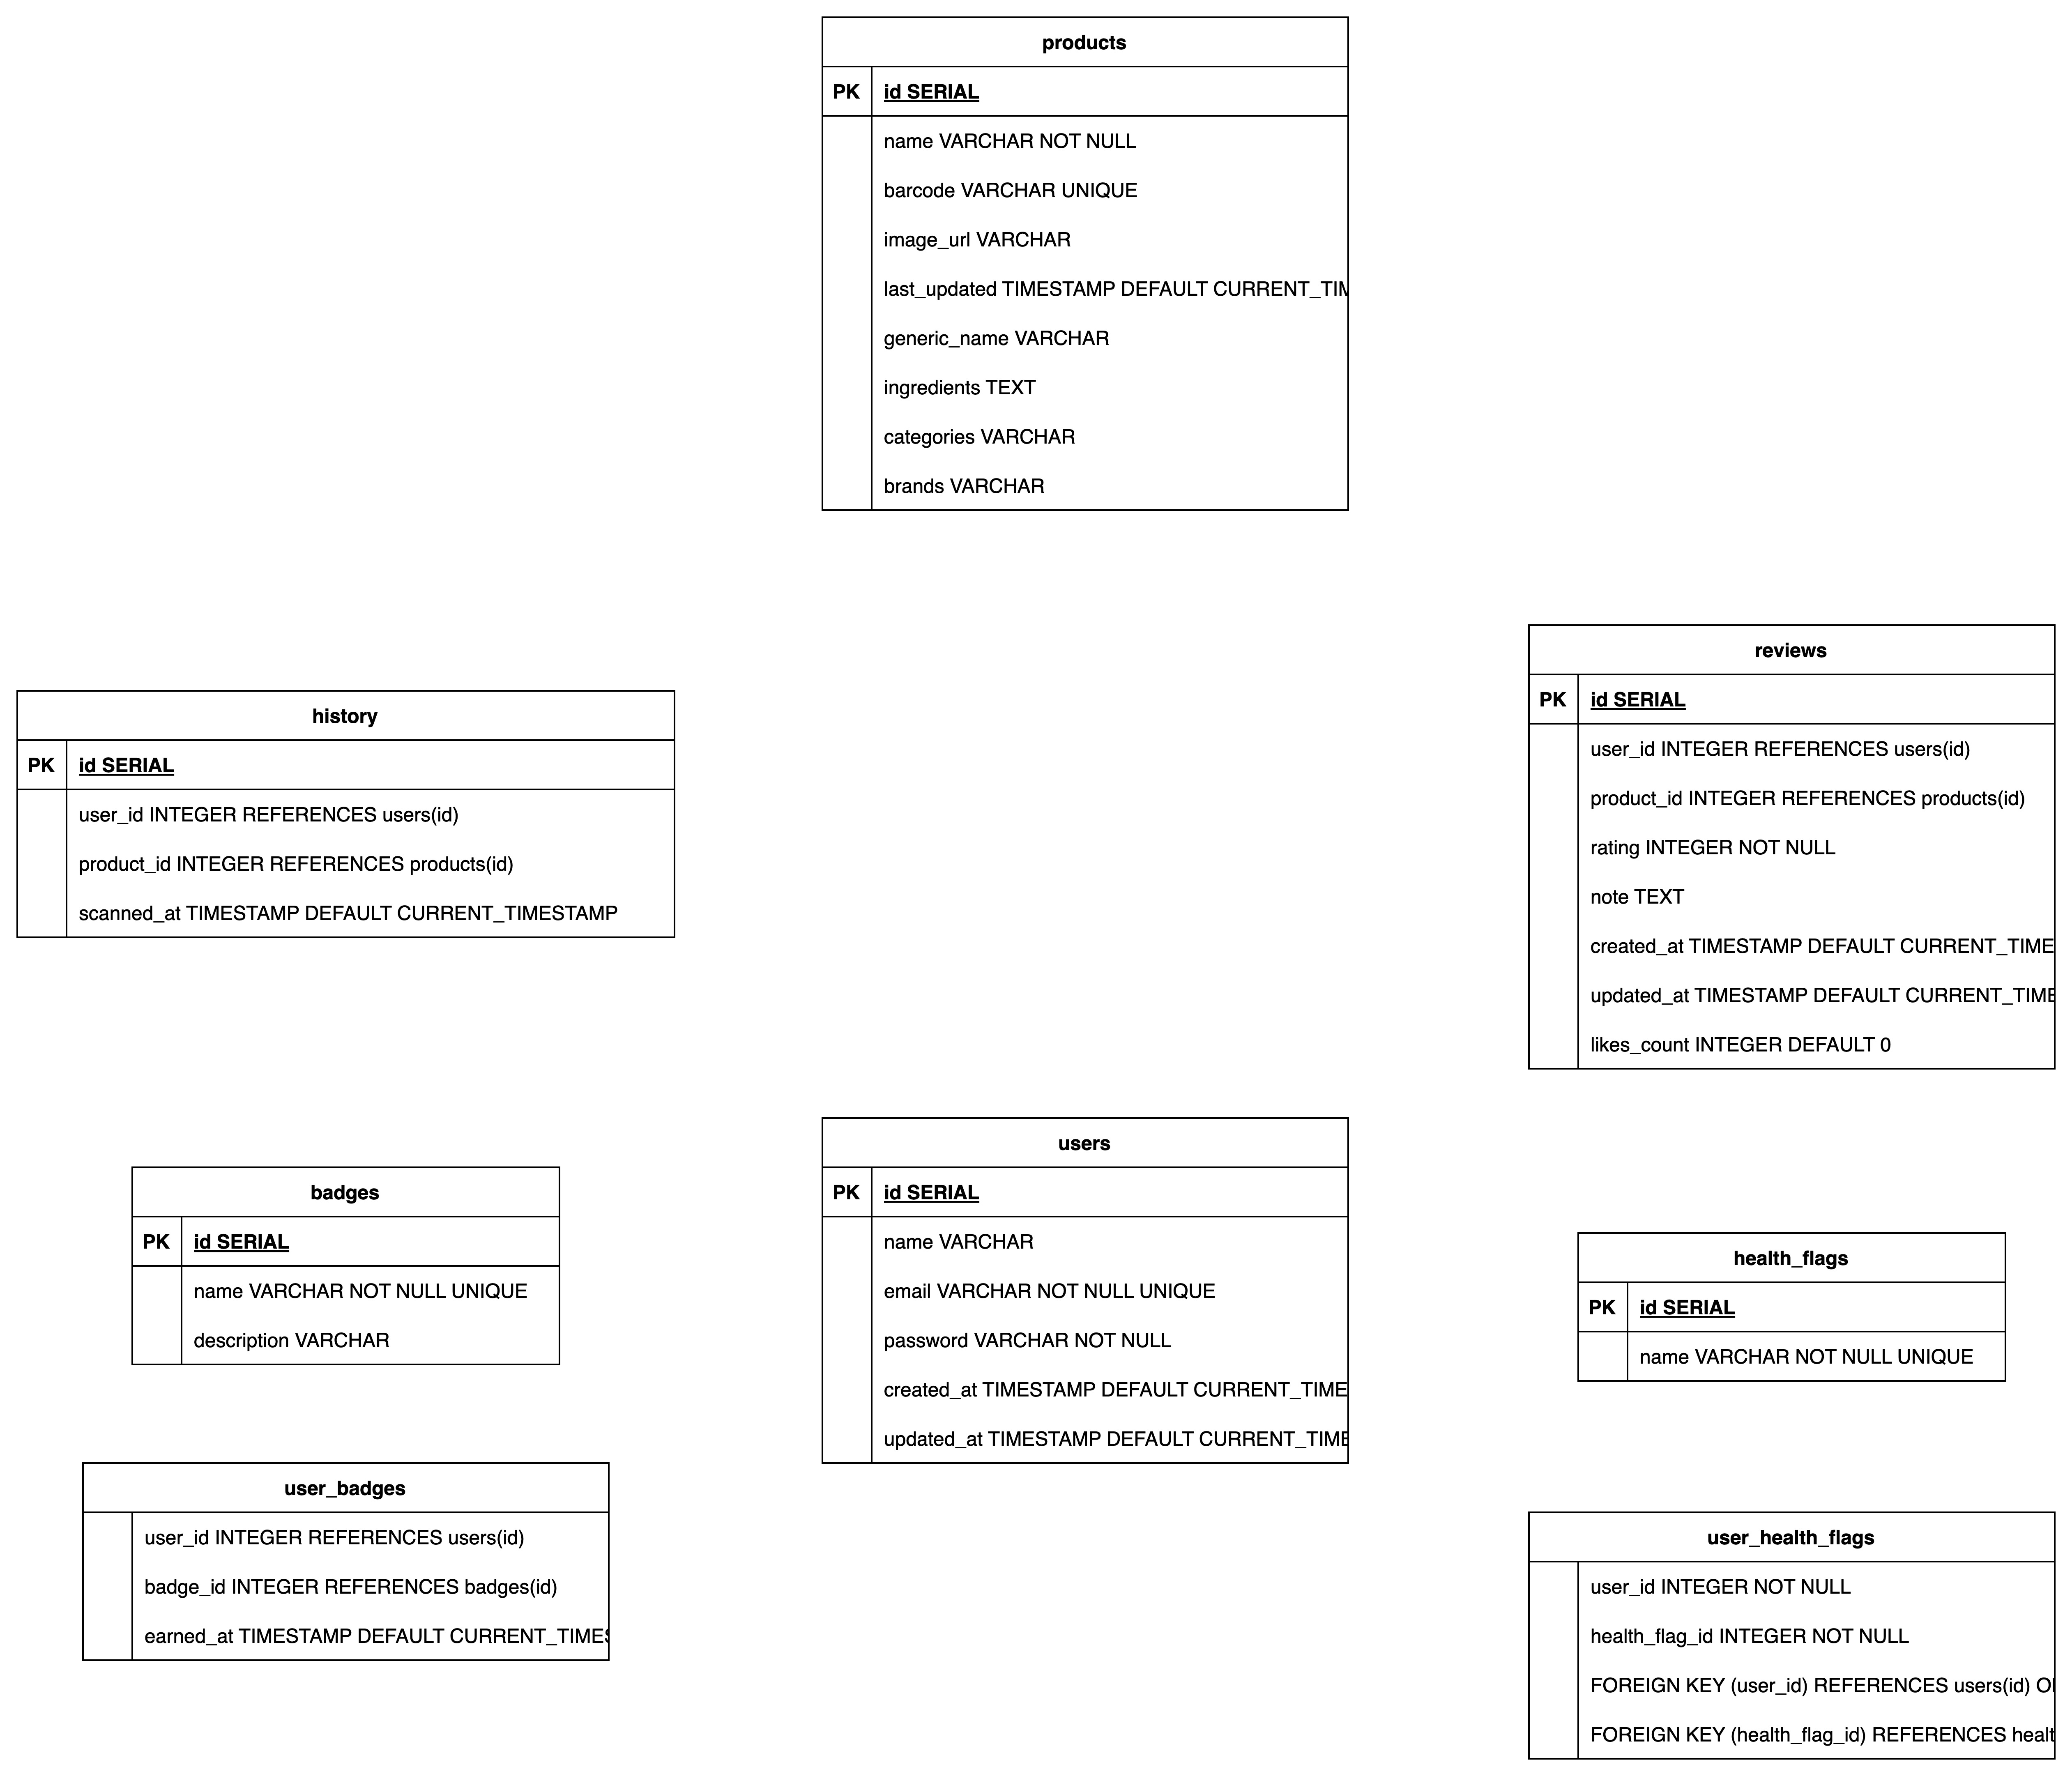 products
PK id SERIAL
name VARCHAR NOT NULL
barcode VARCHAR UNIQUE
image_url VARCHAR
last_updated TIMESTAMP DEFAULT CURRENT_TIM
generic_name VARCHAR
ingredients TEXT
categories VARCHAR
brands VARCHAR
history
PK id SERIAL
user_id INTEGER REFERENCES users(id)
product_id INTEGER REFERENCES products(id)
scanned_at TIMESTAMP DEFAULT CURRENT_TIMESTAMP
reviews
PK id SERIAL
user_id INTEGER REFERENCES users(id)
product_id INTEGER REFERENCES products(id)
rating INTEGER NOT NULL
note TEXT
created_at TIMESTAMP DEFAULT CURRENT_TIME
updated_at TIMESTAMP DEFAULT CURRENT_TIME
likes_count INTEGER DEFAULT 0
badges
PK id SERIAL
name VARCHAR NOT NULL UNIQUE
description VARCHAR
users
PK id SERIAL
name VARCHAR
email VARCHAR NOT NULL UNIQUE
password VARCHAR NOT NULL
created_at TIMESTAMP DEFAULT CURRENT_TIME
updated_at TIMESTAMP DEFAULT CURRENT_TIME
health_flags
PK id SERIAL
name VARCHAR NOT NULL UNIQUE
user_badges
user_id INTEGER REFERENCES users(id)
badge_id INTEGER REFERENCES badges(id)
earned_at TIMESTAMP DEFAULT CURRENT_TIMES
user_health_flags
user_id INTEGER NOT NULL
health_flag_id INTEGER NOT NULL
FOREIGN KEY (user_id) REFERENCES users(id) O
FOREIGN KEY (health_flag_id) REFERENCES healt